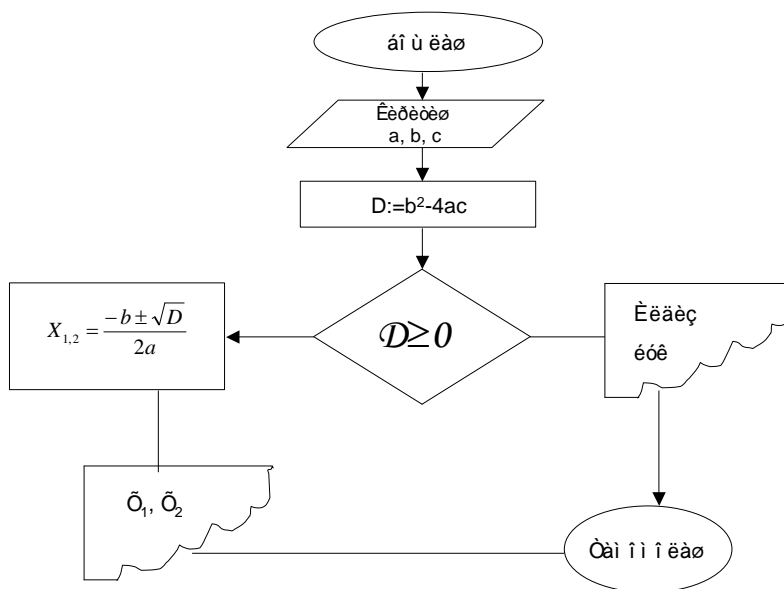 áî ù ëàø
Êèðèòèø
a, b, c
D:=b²-4ac
X₁,₂ = (-b ± √D) / 2a
D≥0
Èëäèç
éóê
Õ₁, Õ₂
Òàì î ì î ëàø